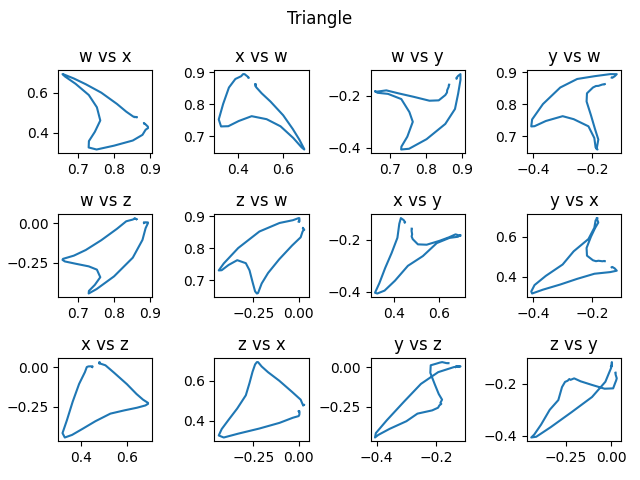 Triangle
w vs x
x vs w
w vs y
y vs w
0.6
0.4
0.7 0.8 0.9
0.9
0.8
0.7
0.4 0.6
−0.2
−0.4
0.7 0.8 0.9
0.9
0.8
0.7
−0.4 −0.2
w vs z
z vs w
x vs y
y vs x
0.00
−0.25
0.7 0.8 0.9
0.9
0.8
0.7
−0.25 0.00
−0.2
−0.4
0.4 0.6
0.6
0.4
−0.4 −0.2
x vs z
z vs x
y vs z
z vs y
0.00
−0.25
0.4 0.6
0.6
0.4
−0.25 0.00
0.00
−0.25
−0.4 −0.2
−0.2
−0.4
−0.25 0.00